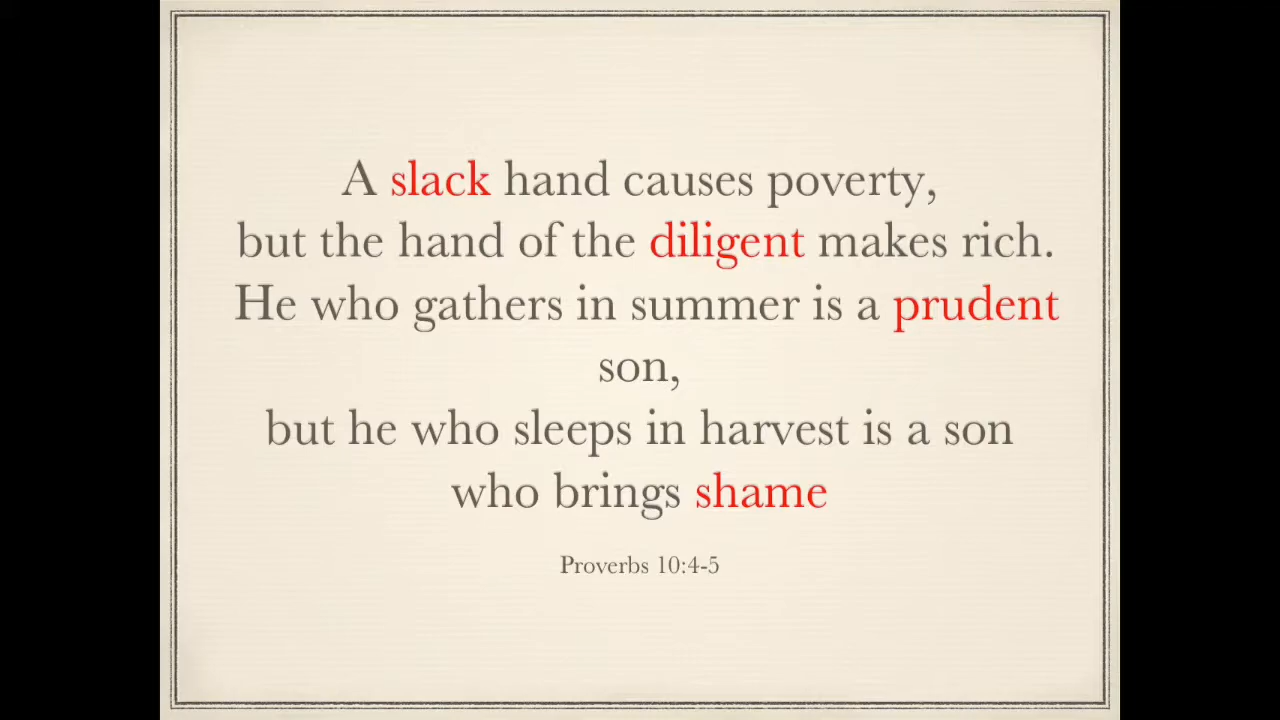 A slack hand causes poverty,
but the hand of the diligent makes rich.
He who gathers in summer is a prudent
son,
but he who sleeps in harvest is a son
who brings shame
Proverbs 10:4-5